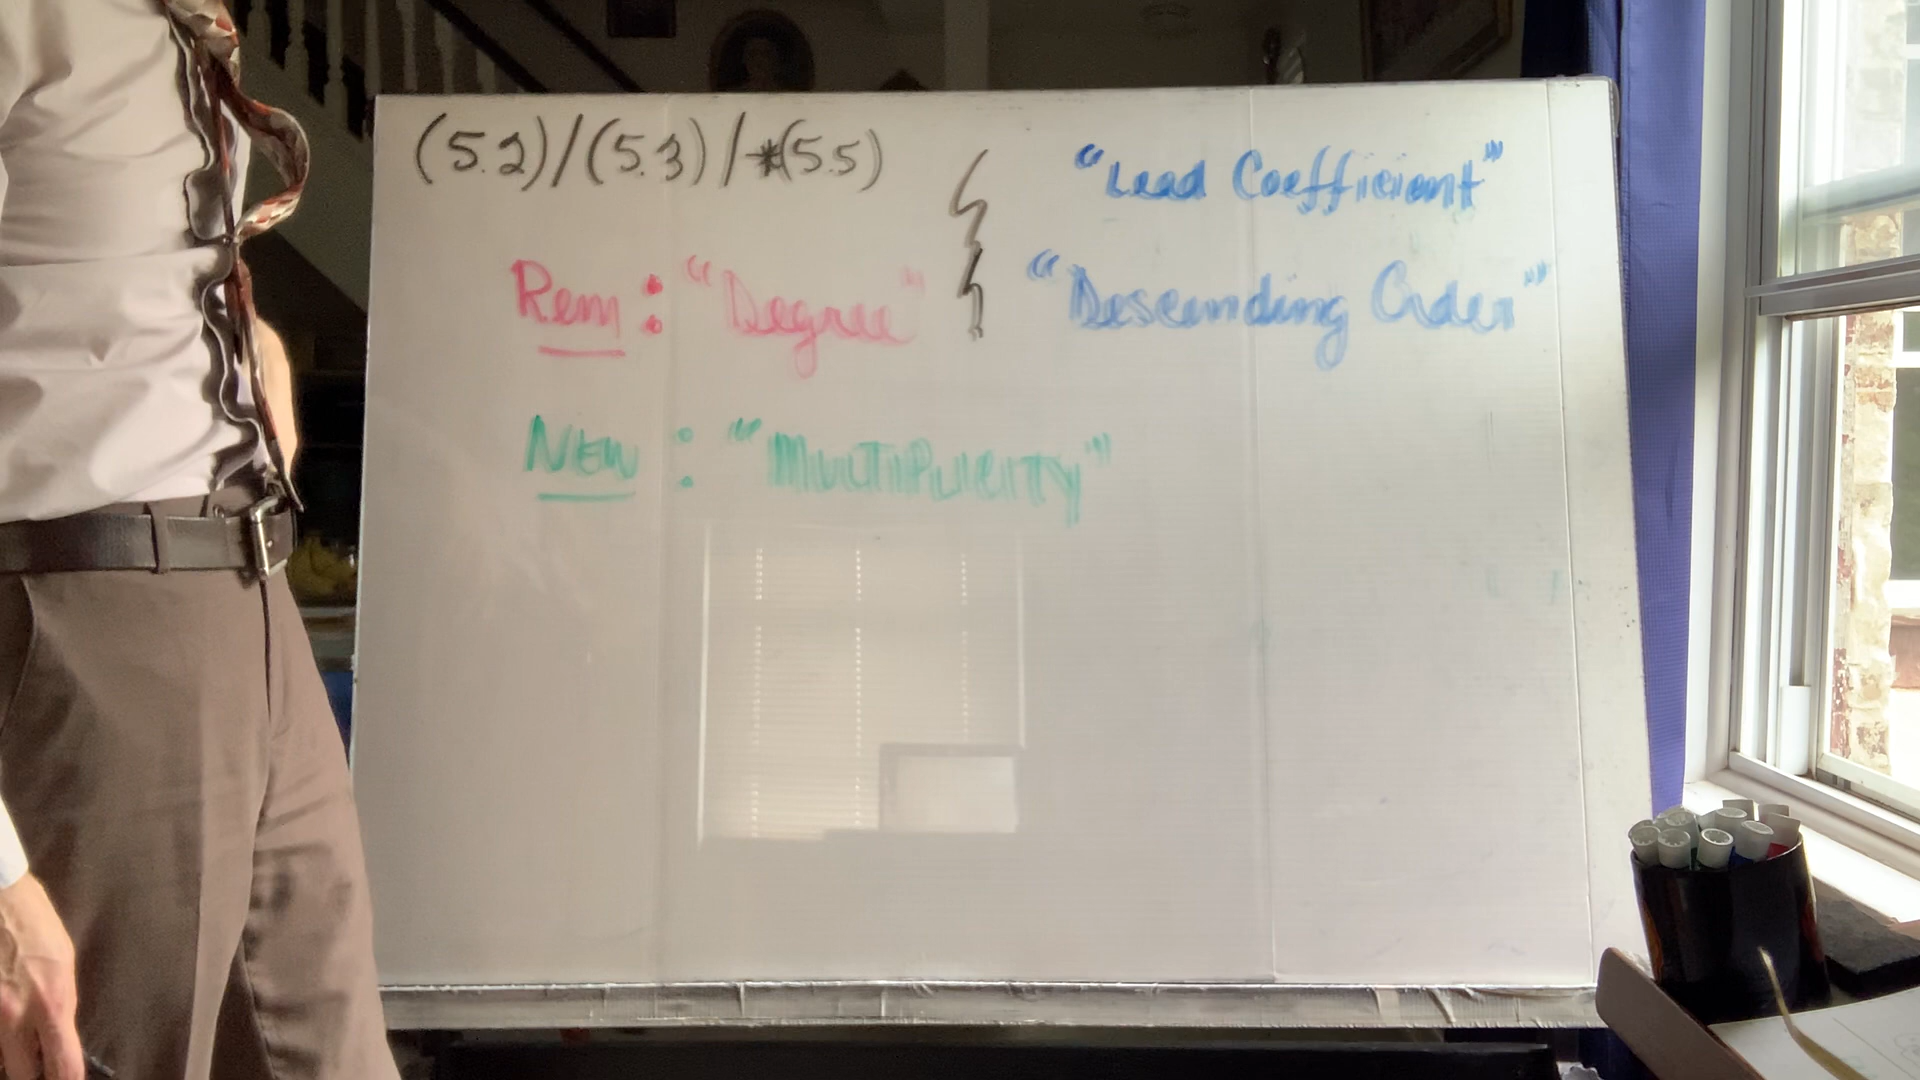 (5.2)/(5.3)/*(5.5)
"Lead Coefficient"
Rem: "Degree"
"Descending Order"
New: "MULTIPLICITY"